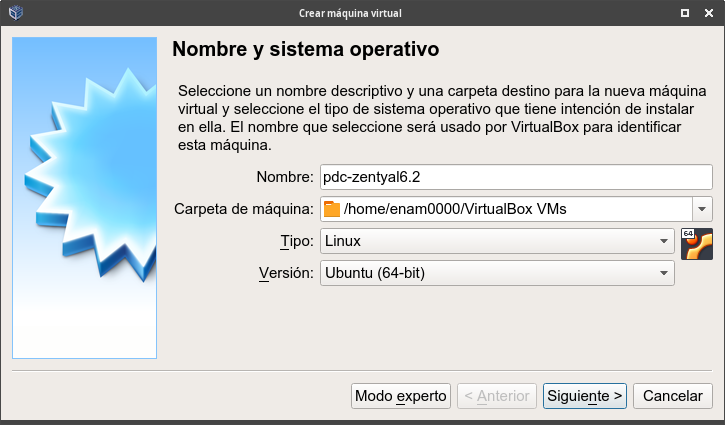 Crear máquina virtual
Nombre y sistema operativo
Seleccione un nombre descriptivo y una carpeta destino para la nueva máquina
virtual y seleccione el tipo de sistema operativo que tiene intención de instalar
en ella. El nombre que seleccione será usado por VirtualBox para identificar
esta máquina.
Nombre: pdc-zentyal6.2
Carpeta de máquina: /home/enam0000/VirtualBox VMs
Tipo: Linux 64
Versión: Ubuntu (64-bit)
Modo experto < Anterior Siguiente > Cancelar